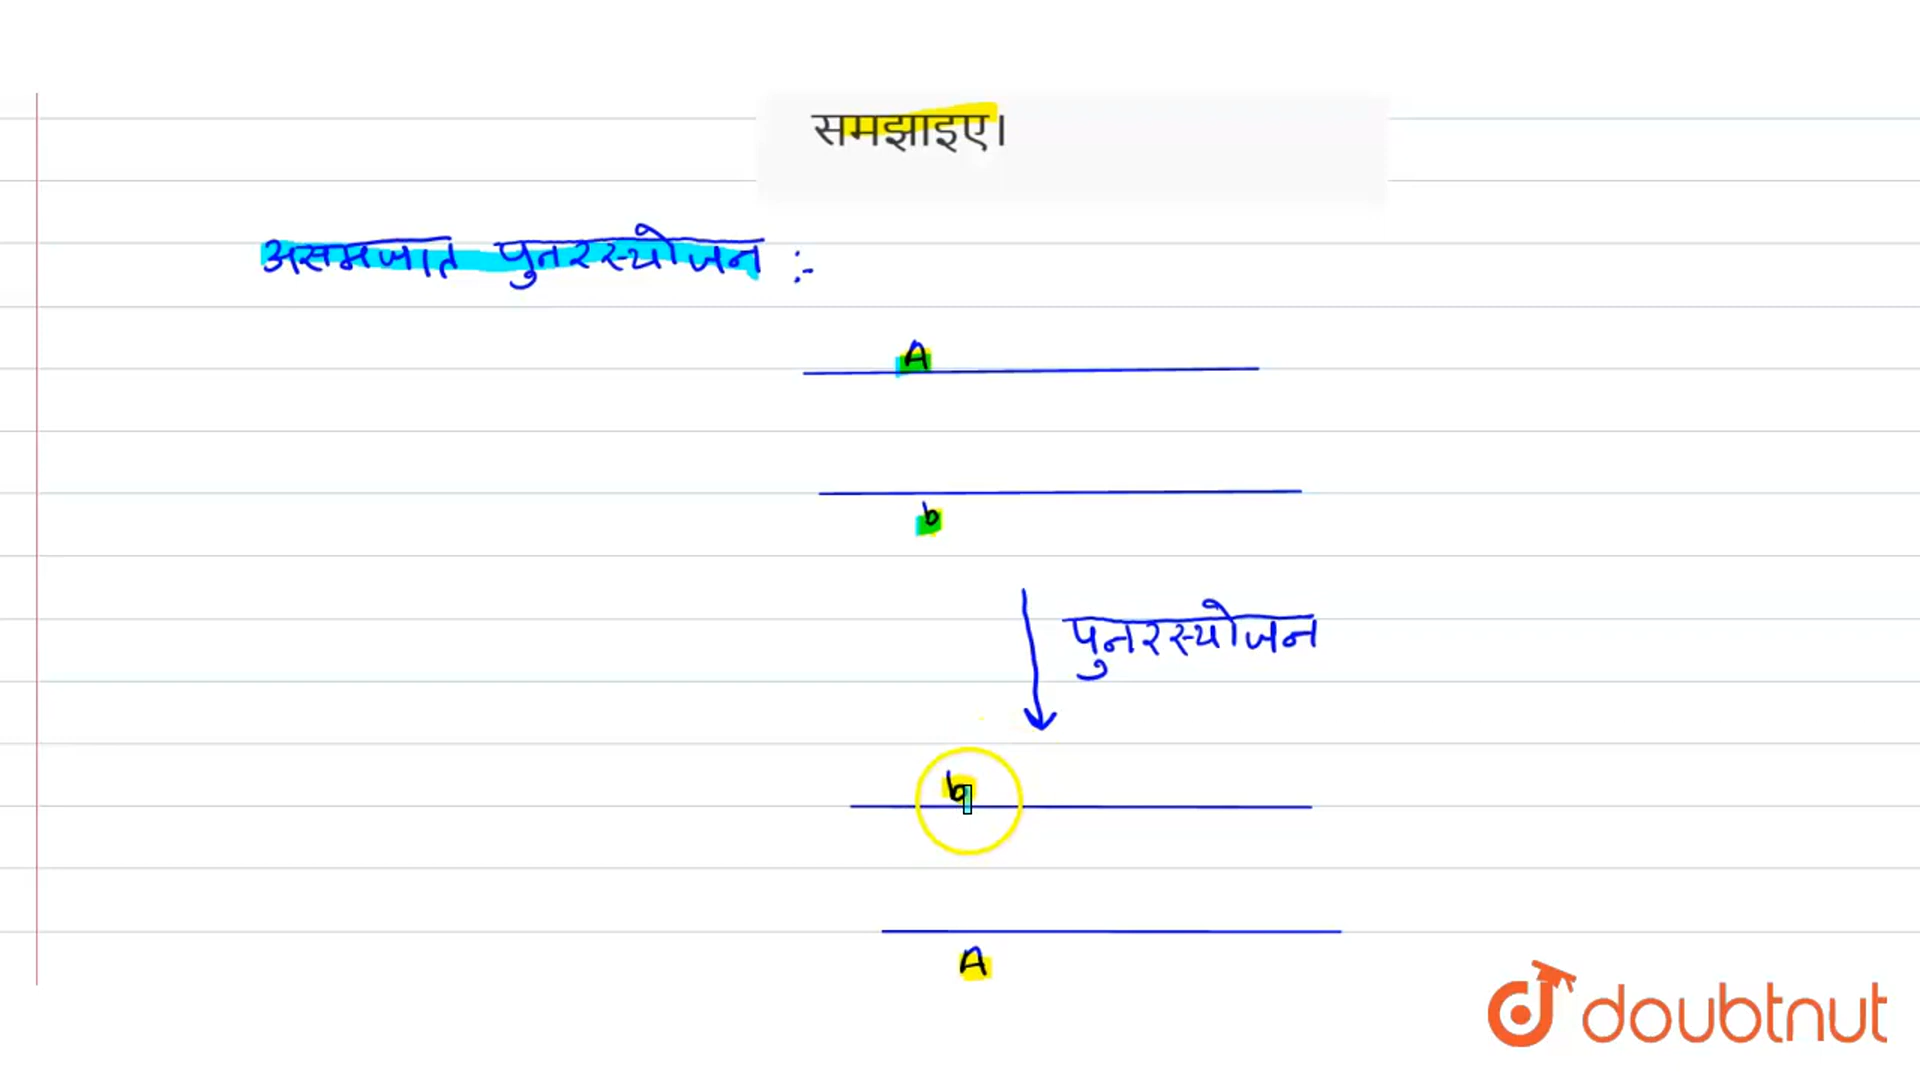 समझाइए।
असमजात पुनरस्योजन :-
A
b
पुनरस्योजन
b
A
doubtnut